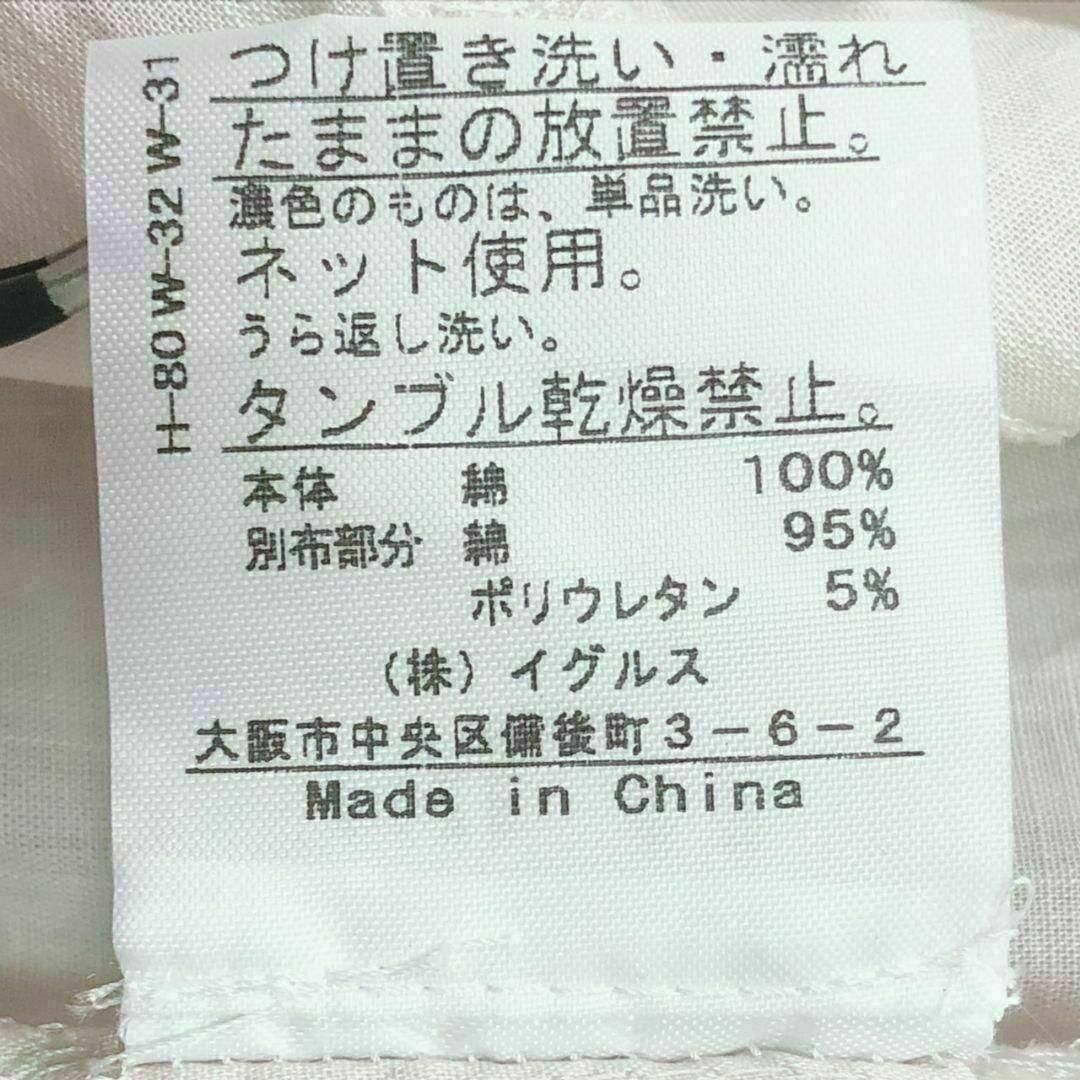 つけ置き洗い・濡れ
たままの放置禁止。
濃色のものは、単品洗い。
ネット使用。
うら返し洗い。
タンブル乾燥禁止。
本体 綿 100%
別布部分 綿 95%
ポリウレタン 5%
(株)イグルス
大阪市中央区備後町3-6-2
Made in China
H-80W-32W-31